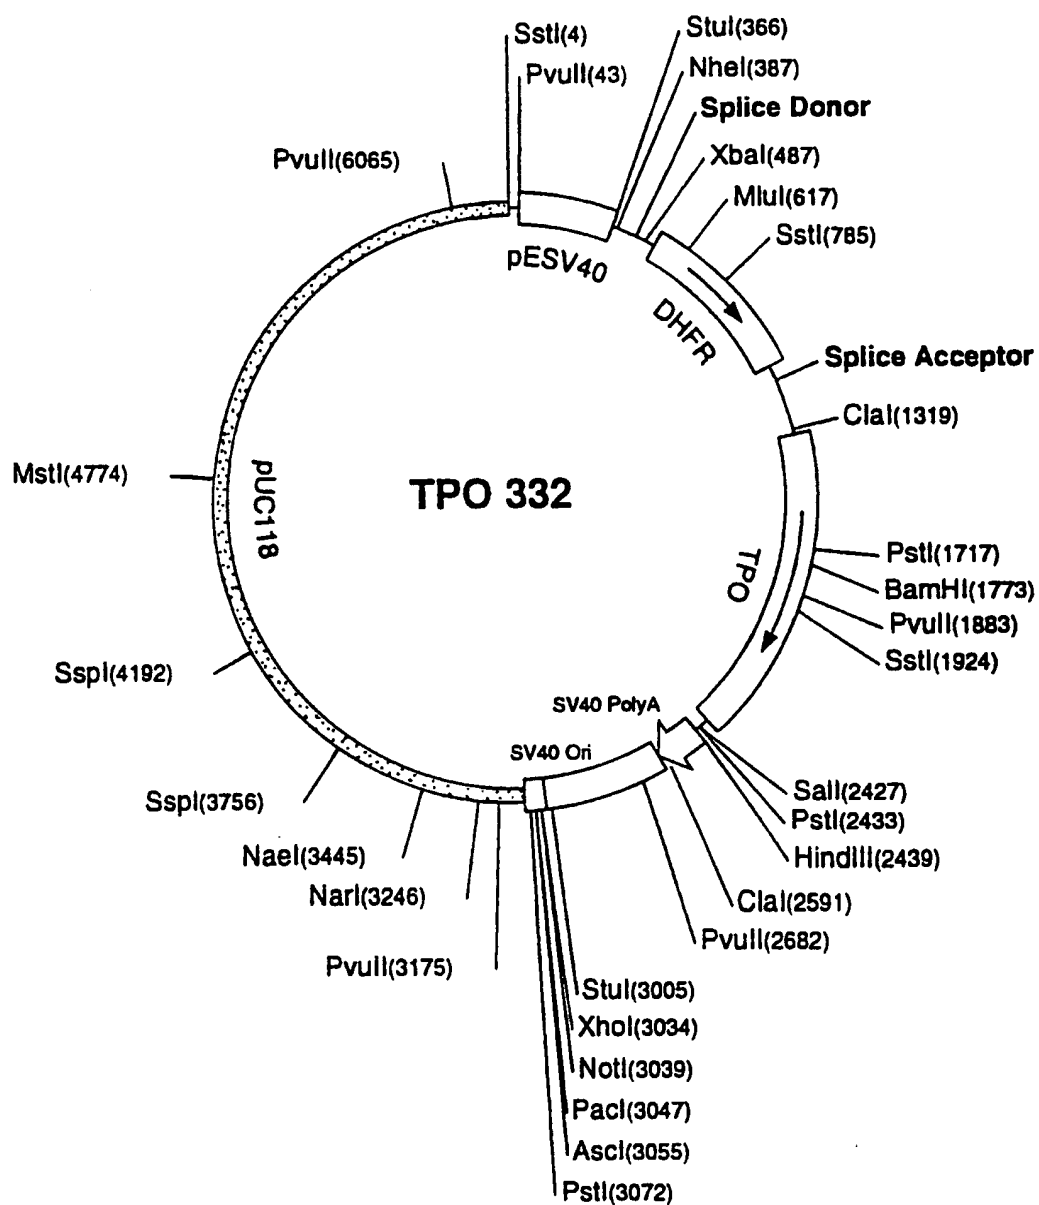 SstI(4)
PvuII(43)
StuI(366)
NheI(387)
Splice Donor
XbaI(487)
MluI(617)
SstI(785)
PvuII(6065)
pESV40
DHFR
Splice Acceptor
ClaI(1319)
MstI(4774)
pUC118
TPO 332
TPO
PstI(1717)
BamHI(1773)
PvuII(1883)
SstI(1924)
SspI(4192)
SV40 PolyA
SV40 Ori
SalI(2427)
PstI(2433)
HindIII(2439)
SspI(3756)
NaeI(3445)
NarI(3246)
PvuII(3175)
ClaI(2591)
PvuII(2682)
StuI(3005)
XhoI(3034)
NotI(3039)
PacI(3047)
AscI(3055)
PstI(3072)